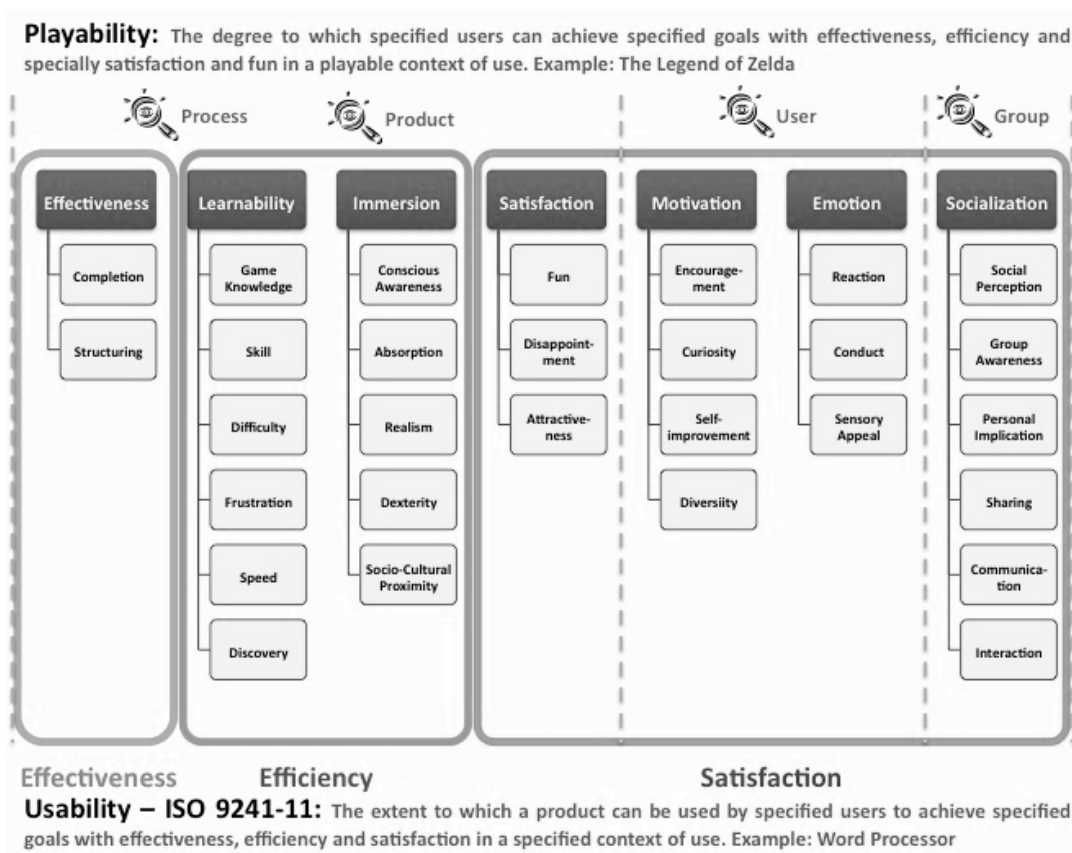 Playability: The degree to which specified users can achieve specified goals with effectiveness, efficiency and
specially satisfaction and fun in a playable context of use. Example: The Legend of Zelda
Process
Product
User
Group
Effectiveness
Completion
Structuring
Learnability
Game
Knowledge
Skill
Difficulty
Frustration
Speed
Discovery
Immersion
Conscious
Awareness
Absorption
Realism
Dexterity
Socio-Cultural
Proximity
Satisfaction
Fun
Disappoint-
ment
Attractive-
ness
Motivation
Encourage-
ment
Curiosity
Self-
improvement
Diversiity
Emotion
Reaction
Conduct
Sensory
Appeal
Socialization
Social
Perception
Group
Awareness
Personal
Implication
Sharing
Communica-
tion
Interaction
Effectiveness
Efficiency
Satisfaction
Usability – ISO 9241-11: The extent to which a product can be used by specified users to achieve specified
goals with effectiveness, efficiency and satisfaction in a specified context of use. Example: Word Processor